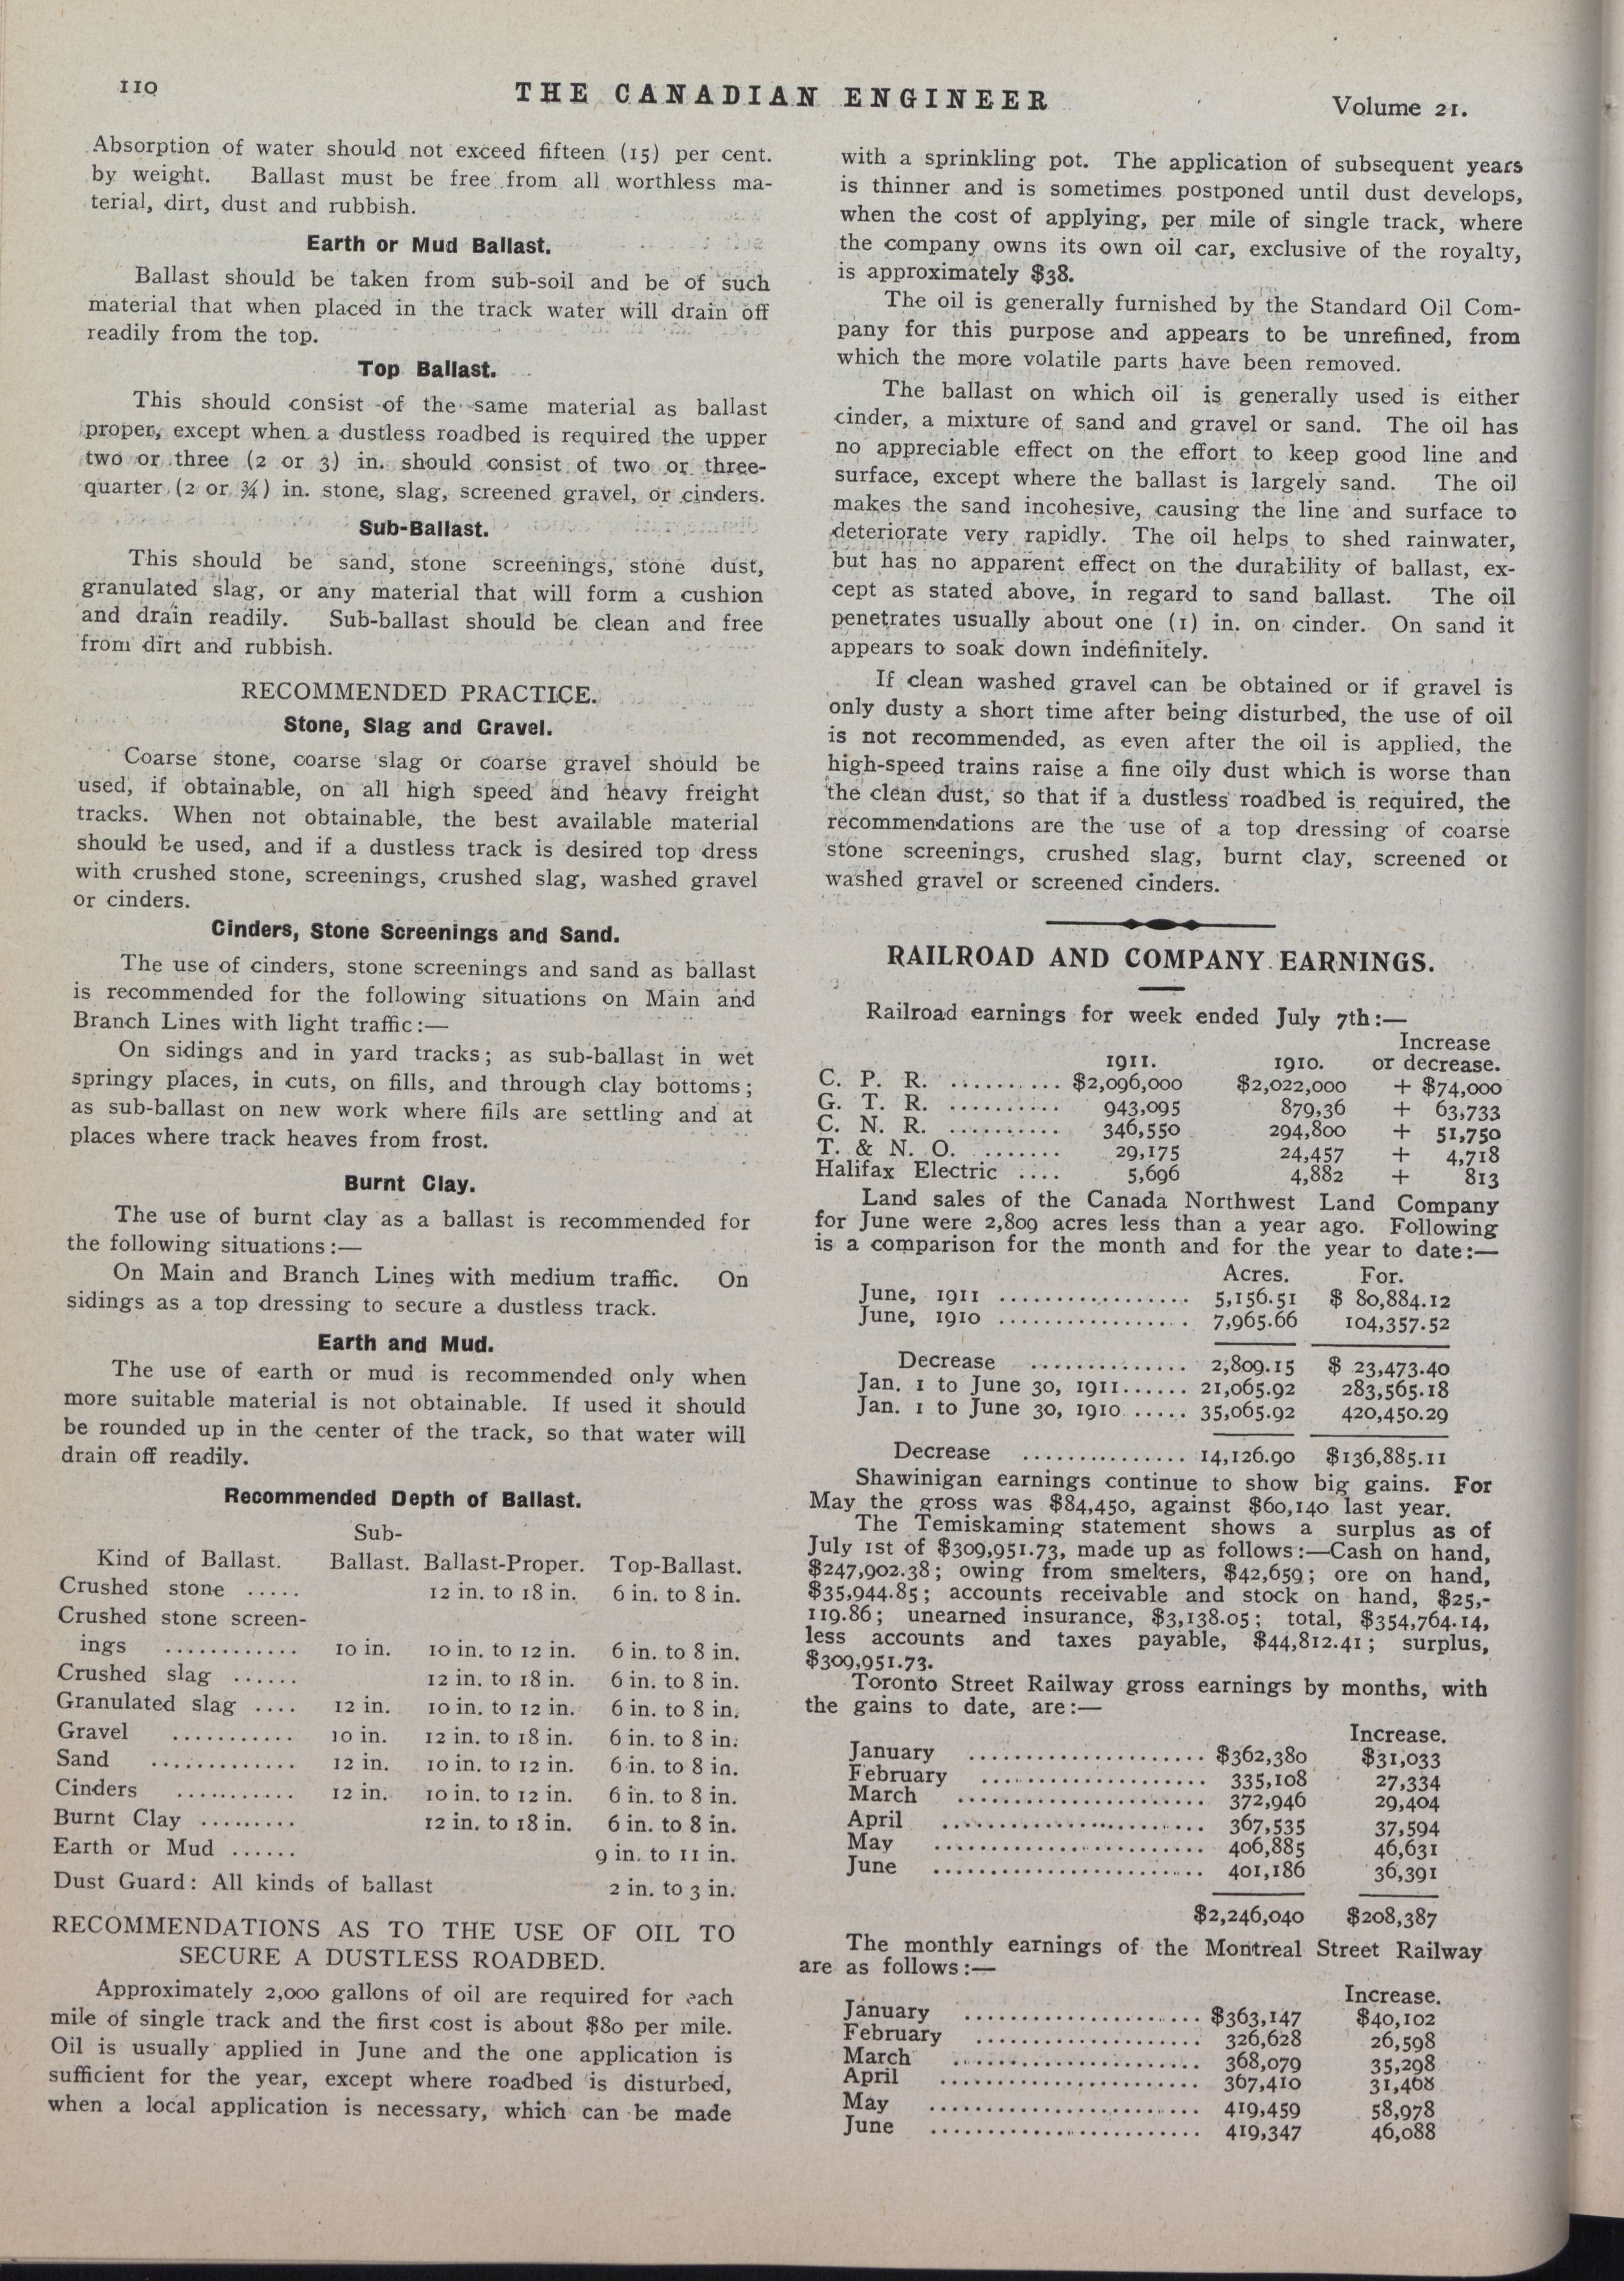 110
THE CANADIAN ENGINEER
Volume 21.
Absorption of water should not exceed fifteen (15) per cent.
by weight. Ballast must be free from all worthless ma-
terial, dirt, dust and rubbish.
Earth or Mud Ballast.
Ballast should be taken from sub-soil and be of such
material that when placed in the track water will drain off
readily from the top.
Top Ballast.
This should consist of the same material as ballast
proper, except when a dustless roadbed is required the upper
two or three (2 or 3) in. should consist of two or three-
quarter (2 or ¾) in. stone, slag, screened gravel, or cinders.
Sub-Ballast.
This should be sand, stone screenings, stone dust,
granulated slag, or any material that will form a cushion
and drain readily. Sub-ballast should be clean and free
from dirt and rubbish.
RECOMMENDED PRACTICE.
Stone, Slag and Gravel.
Coarse stone, coarse slag or coarse gravel should be
used, if obtainable, on all high speed and heavy freight
tracks. When not obtainable, the best available material
should be used, and if a dustless track is desired top dress
with crushed stone, screenings, crushed slag, washed gravel
or cinders.
Cinders, Stone Screenings and Sand.
The use of cinders, stone screenings and sand as ballast
is recommended for the following situations on Main and
Branch Lines with light traffic:—
On sidings and in yard tracks; as sub-ballast in wet
springy places, in cuts, on fills, and through clay bottoms;
as sub-ballast on new work where fills are settling and at
places where track heaves from frost.
Burnt Clay.
The use of burnt clay as a ballast is recommended for
the following situations:—
On Main and Branch Lines with medium traffic. On
sidings as a top dressing to secure a dustless track.
Earth and Mud.
The use of earth or mud is recommended only when
more suitable material is not obtainable. If used it should
be rounded up in the center of the track, so that water will
drain off readily.
Recommended Depth of Ballast.
Sub-
Kind of Ballast. Ballast. Ballast-Proper. Top-Ballast.
Crushed stone ..... 12 in. to 18 in. 6 in. to 8 in.
Crushed stone screen-
ings ............ 10 in. 10 in. to 12 in. 6 in. to 8 in.
Crushed slag ...... 12 in. to 18 in. 6 in. to 8 in.
Granulated slag .... 12 in. 10 in. to 12 in. 6 in. to 8 in.
Gravel ........... 10 in. 12 in. to 18 in. 6 in. to 8 in.
Sand ............. 12 in. 10 in. to 12 in. 6 in. to 8 in.
Cinders ........... 12 in. 10 in. to 12 in. 6 in. to 8 in.
Burnt Clay ......... 12 in. to 18 in. 6 in. to 8 in.
Earth or Mud ...... 9 in. to 11 in.
Dust Guard: All kinds of ballast 2 in. to 3 in.
RECOMMENDATIONS AS TO THE USE OF OIL TO
SECURE A DUSTLESS ROADBED.
Approximately 2,000 gallons of oil are required for each
mile of single track and the first cost is about $80 per mile.
Oil is usually applied in June and the one application is
sufficient for the year, except where roadbed is disturbed,
when a local application is necessary, which can be made
with a sprinkling pot. The application of subsequent years
is thinner and is sometimes postponed until dust develops,
when the cost of applying, per mile of single track, where
the company owns its own oil car, exclusive of the royalty,
is approximately $38.
The oil is generally furnished by the Standard Oil Com-
pany for this purpose and appears to be unrefined, from
which the more volatile parts have been removed.
The ballast on which oil is generally used is either
cinder, a mixture of sand and gravel or sand. The oil has
no appreciable effect on the effort to keep good line and
surface, except where the ballast is largely sand. The oil
makes the sand incohesive, causing the line and surface to
deteriorate very rapidly. The oil helps to shed rainwater,
but has no apparent effect on the durability of ballast, ex-
cept as stated above, in regard to sand ballast. The oil
penetrates usually about one (1) in. on cinder. On sand it
appears to soak down indefinitely.
If clean washed gravel can be obtained or if gravel is
only dusty a short time after being disturbed, the use of oil
is not recommended, as even after the oil is applied, the
high-speed trains raise a fine oily dust which is worse than
the clean dust, so that if a dustless roadbed is required, the
recommendations are the use of a top dressing of coarse
stone screenings, crushed slag, burnt clay, screened or
washed gravel or screened cinders.
RAILROAD AND COMPANY EARNINGS.
Railroad earnings for week ended July 7th:—
Increase
1911. 1910. or decrease.
C. P. R. .......... $2,096,000 $2,022,000 + $74,000
G. T. R. .......... 943,095 879,36 + 63,733
C. N. R. .......... 346,550 294,800 + 51,750
T. & N. O. ....... 29,175 24,457 + 4,718
Halifax Electric .... 5,696 4,882 + 813
Land sales of the Canada Northwest Land Company
for June were 2,809 acres less than a year ago. Following
is a comparison for the month and for the year to date:—
Acres. For.
June, 1911 ................. 5,156.51 $ 80,884.12
June, 1910 ................. 7,965.66 104,357.52
Decrease .............. 2,809.15 $ 23,473.40
Jan. 1 to June 30, 1911...... 21,065.92 283,565.18
Jan. 1 to June 30, 1910 ..... 35,065.92 420,450.29
Decrease ............... 14,126.90 $136,885.11
Shawinigan earnings continue to show big gains. For
May the gross was $84,450, against $60,140 last year.
The Temiskaming statement shows a surplus as of
July 1st of $309,951.73, made up as follows:—Cash on hand,
$247,902.38; owing from smelters, $42,659; ore on hand,
$35,944.85; accounts receivable and stock on hand, $25,-
119.86; unearned insurance, $3,138.05; total, $354,764.14,
less accounts and taxes payable, $44,812.41; surplus,
$309,951.73.
Toronto Street Railway gross earnings by months, with
the gains to date, are:—
Increase.
January ..................... $362,380 $31,033
February .................... 335,108 27,334
March ...................... 372,946 29,404
April ........................ 367,535 37,594
May ........................ 406,885 46,631
June ........................ 401,186 36,391
$2,246,040 $208,387
The monthly earnings of the Montreal Street Railway
are as follows:—
Increase.
January ..................... $363,147 $40,102
February .................... 326,628 26,598
March ...................... 368,079 35,298
April ....................... 367,410 31,468
May ........................ 419,459 58,978
June ........................ 419,347 46,088